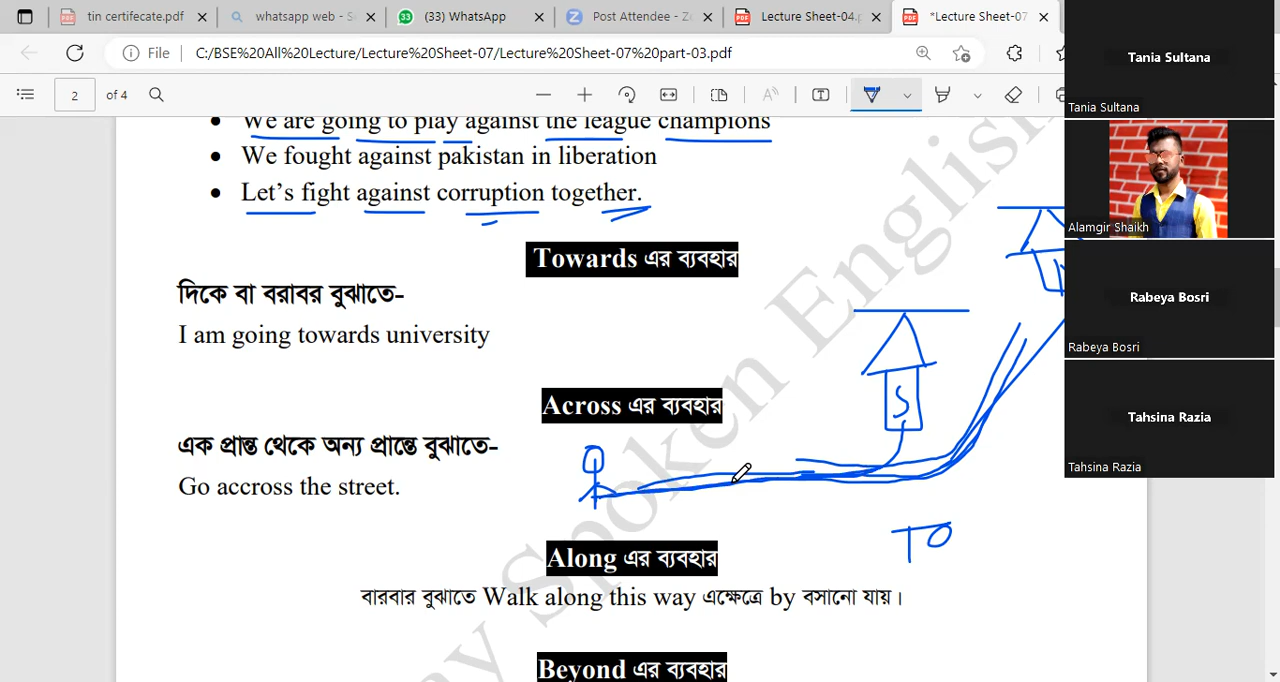 tin certifecate.pdf
whatsapp web - S
(33) WhatsApp
Post Attendee - Zo
Lecture Sheet-04.p
*Lecture Sheet-07
File
C:/BSE%20All%20Lecture/Lecture%20Sheet-07/Lecture%20Sheet-07%20part-03.pdf
2 of 4
We are going to play against the league champions
We fought against pakistan in liberation
Let's fight against corruption together.
Towards এর ব্যবহার
দিকে বা বরাবর বুঝাতে-
I am going towards university
Across এর ব্যবহার
এক প্রান্ত থেকে অন্য প্রান্তে বুঝাতে-
Go accross the street.
S
TO
Along এর ব্যবহার
বারবার বুঝাতে Walk along this way এক্ষেত্রে by বসানো যায়।
Beyond এর ব্যবহার
Spoken English
Tania Sultana
Tania Sultana
Alamgir Shaikh
Rabeya Bosri
Rabeya Bosri
Tahsina Razia
Tahsina Razia